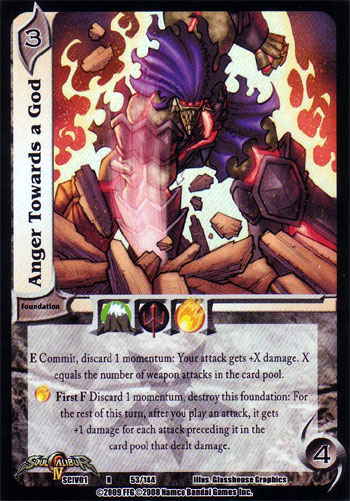 3
Anger Towards a God
Foundation
E Commit, discard 1 momentum: Your attack gets +X damage. X
equals the number of weapon attacks in the card pool.
First F Discard 1 momentum, destroy this foundation: For
the rest of this turn, after you play an attack, it gets
+1 damage for each attack preceding it in the
card pool that dealt damage.
4
SOULCALIBUR
IV
SCIV01 R 53/144 Illus. Glasshouse Graphics
©2009 FFG ©2008 Namco Bandai Games Inc.